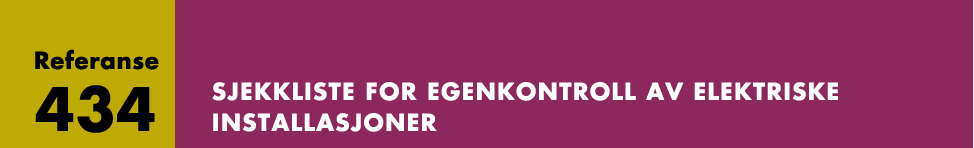 Referanse
434
SJEKKLISTE FOR EGENKONTROLL AV ELEKTRISKE
INSTALLASJONER